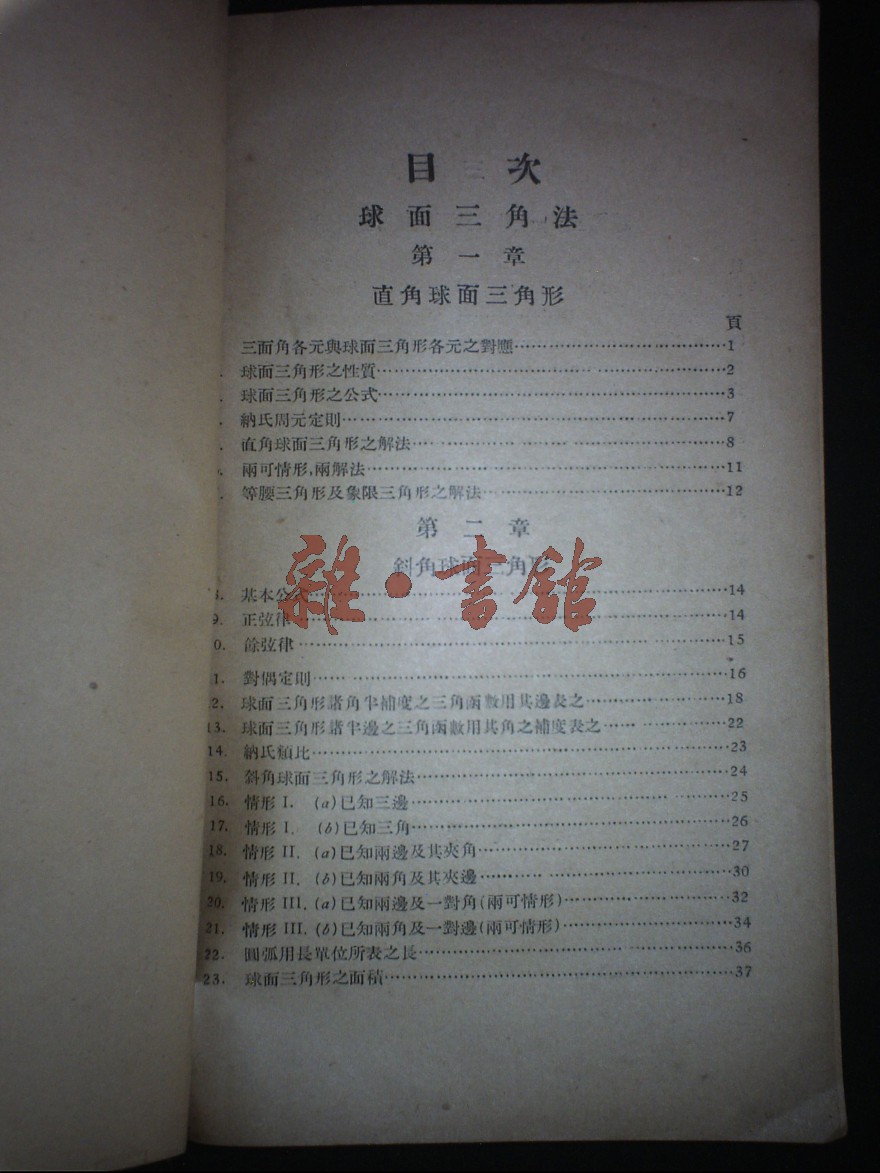 目次
球面三角法
第一章
直角球面三角形
頁
三面角各元與球面三角形各元之對應……1
球面三角形之性質……2
球面三角形之公式……3
納氏周元定則……7
直角球面三角形之解法……8
兩可情形,兩解法……11
等腰三角形及象限三角形之解法……12
第二章
斜角球面三角形
8. 基本公式……14
9. 正弦律……14
0. 餘弦律……15
1. 對偶定則……16
2. 球面三角形諸角半補度之三角函數用其邊表之……18
13. 球面三角形諸半邊之三角函數用其角之補度表之……22
14. 納氏類比……23
15. 斜角球面三角形之解法……24
16. 情形 I. (a)已知三邊……25
17. 情形 I. (b)已知三角……26
18. 情形 II. (a)已知兩邊及其夾角……27
19. 情形 II. (b)已知兩角及其夾邊……30
20. 情形 III. (a)已知兩邊及一對角(兩可情形)……32
21. 情形 III. (b)已知兩角及一對邊(兩可情形)……34
22. 圓弧用長單位所表之長……36
23. 球面三角形之面積……37
雜·書館